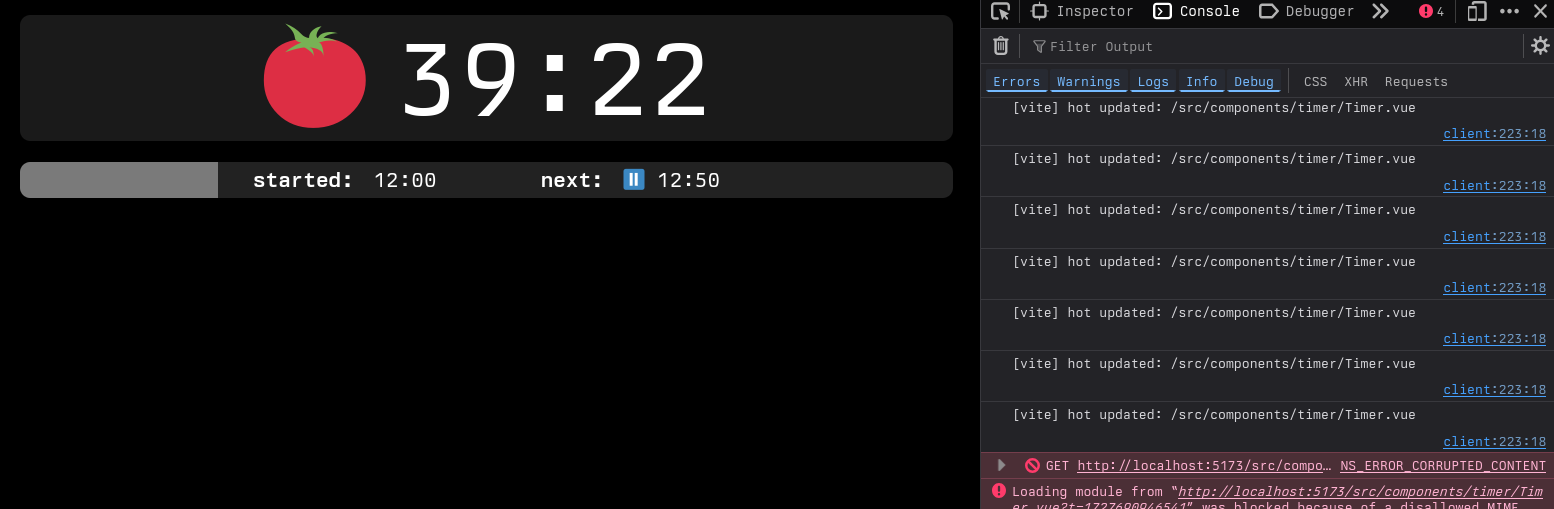 39:22
started: 12:00 next: ⏸ 12:50
Inspector Console Debugger 4
Filter Output
Errors Warnings Logs Info Debug CSS XHR Requests
[vite] hot updated: /src/components/timer/Timer.vue
client:223:18
[vite] hot updated: /src/components/timer/Timer.vue
client:223:18
[vite] hot updated: /src/components/timer/Timer.vue
client:223:18
[vite] hot updated: /src/components/timer/Timer.vue
client:223:18
[vite] hot updated: /src/components/timer/Timer.vue
client:223:18
[vite] hot updated: /src/components/timer/Timer.vue
client:223:18
[vite] hot updated: /src/components/timer/Timer.vue
client:223:18
GET http://localhost:5173/src/compo… NS_ERROR_CORRUPTED_CONTENT
Loading module from “http://localhost:5173/src/components/timer/Tim
was blocked because of a disallowed MIME